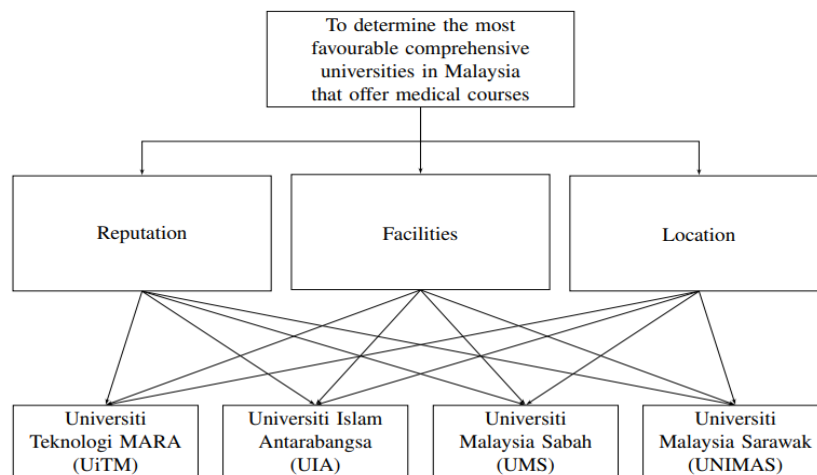 To determine the most
favourable comprehensive
universities in Malaysia
that offer medical courses
Reputation
Facilities
Location
Universiti
Teknologi MARA
(UiTM)
Universiti Islam
Antarabangsa
(UIA)
Universiti
Malaysia Sabah
(UMS)
Universiti
Malaysia Sarawak
(UNIMAS)